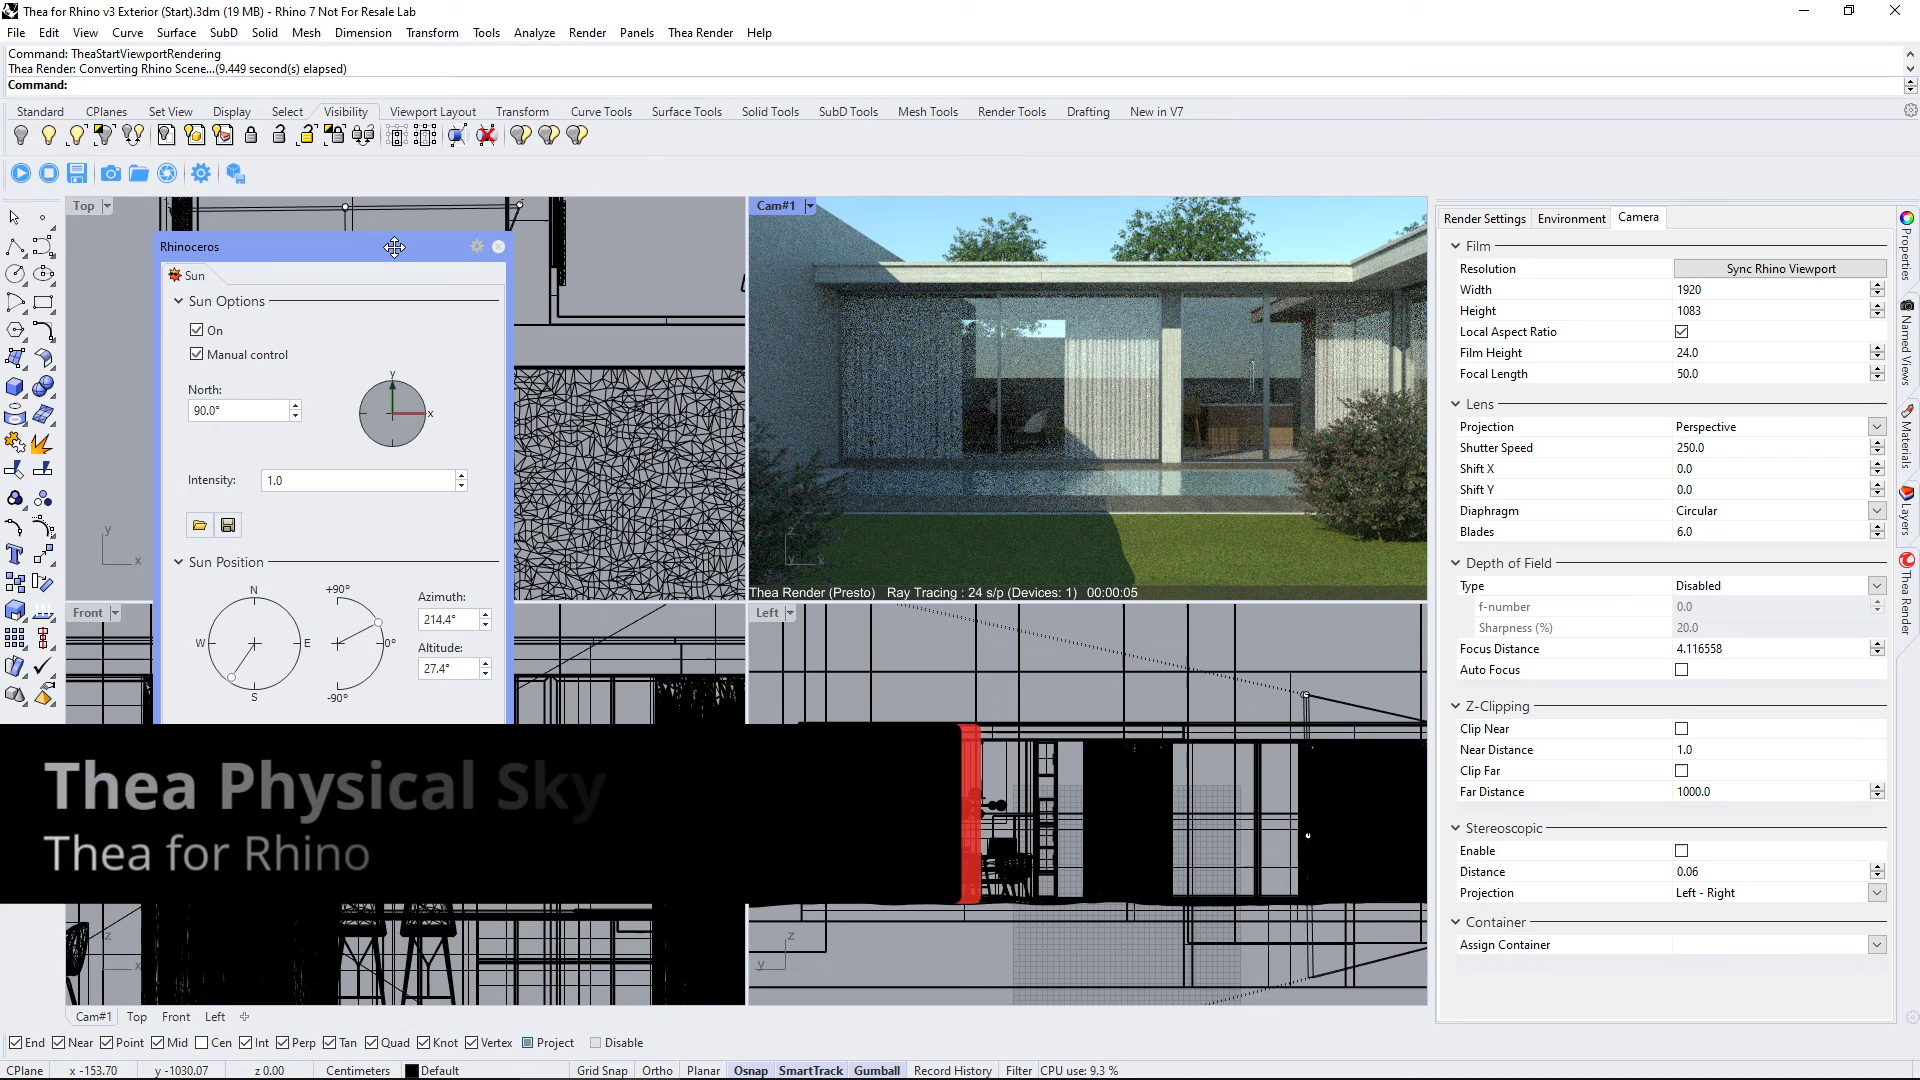 Thea for Rhino v3 Exterior (Start).3dm (19 MB) - Rhino 7 Not For Resale Lab
File Edit View Curve Surface SubD Solid Mesh Dimension Transform Tools Analyze Render Panels Thea Render Help
Command: TheaStartViewportRendering
Thea Render: Converting Rhino Scene...(9.449 second(s) elapsed)
Command:
Standard CPlanes Set View Display Select Visibility Viewport Layout Transform Curve Tools Surface Tools Solid Tools SubD Tools Mesh Tools Render Tools Drafting New in V7
Top
Rhinoceros
Sun
Sun Options
On
Manual control
North:
90.0°
y
x
Intensity: 1.0
Sun Position
N
W E
S
+90°
0°
-90°
Azimuth:
214.4°
Altitude:
27.4°
y
x
Cam#1
x
Thea Render (Presto) Ray Tracing : 24 s/p (Devices: 1) 00:00:05
Front
z
x
Left
z
y
Thea Physical Sky
Thea for Rhino
Render Settings Environment Camera
Film
Resolution Sync Rhino Viewport
Width 1920
Height 1083
Local Aspect Ratio
Film Height 24.0
Focal Length 50.0
Lens
Projection Perspective
Shutter Speed 250.0
Shift X 0.0
Shift Y 0.0
Diaphragm Circular
Blades 6.0
Depth of Field
Type Disabled
f-number 0.0
Sharpness (%) 20.0
Focus Distance 4.116558
Auto Focus
Z-Clipping
Clip Near
Near Distance 1.0
Clip Far
Far Distance 1000.0
Stereoscopic
Enable
Distance 0.06
Projection Left - Right
Container
Assign Container
Properties
Named Views
Materials
Layers
Thea Render
Cam#1 Top Front Left
End Near Point Mid Cen Int Perp Tan Quad Knot Vertex Project Disable
CPlane x -153.70 y -1030.07 z 0.00 Centimeters Default Grid Snap Ortho Planar Osnap SmartTrack Gumball Record History Filter CPU use: 9.3 %